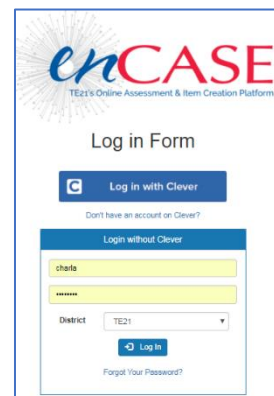 enCASE
TE21's Online Assessment & Item Creation Platform
Log in Form
C Log in with Clever
Don't have an account on Clever?
Login without Clever
charla
••••••••
District TE21
Log In
Forgot Your Password?